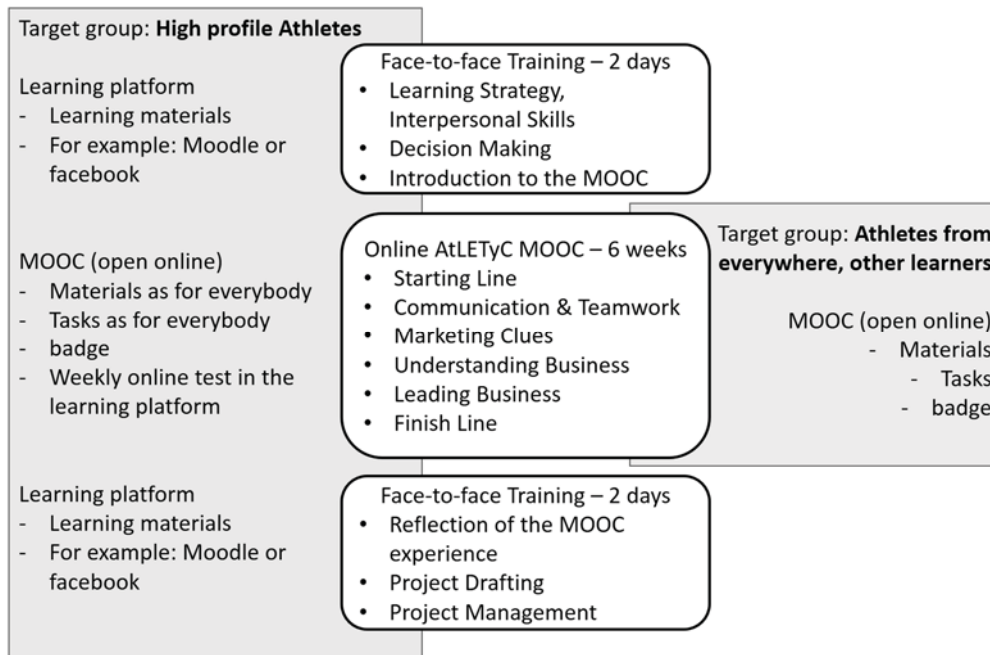 Target group: High profile Athletes
Learning platform
- Learning materials
- For example: Moodle or
facebook
MOOC (open online)
- Materials as for everybody
- Tasks as for everybody
- badge
- Weekly online test in the
learning platform
Learning platform
- Learning materials
- For example: Moodle or
facebook
Face-to-face Training – 2 days
• Learning Strategy,
Interpersonal Skills
• Decision Making
• Introduction to the MOOC
Online AtLETyC MOOC – 6 weeks
• Starting Line
• Communication & Teamwork
• Marketing Clues
• Understanding Business
• Leading Business
• Finish Line
Face-to-face Training – 2 days
• Reflection of the MOOC
experience
• Project Drafting
• Project Management
Target group: Athletes from
everywhere, other learners
MOOC (open online)
- Materials
- Tasks
- badge